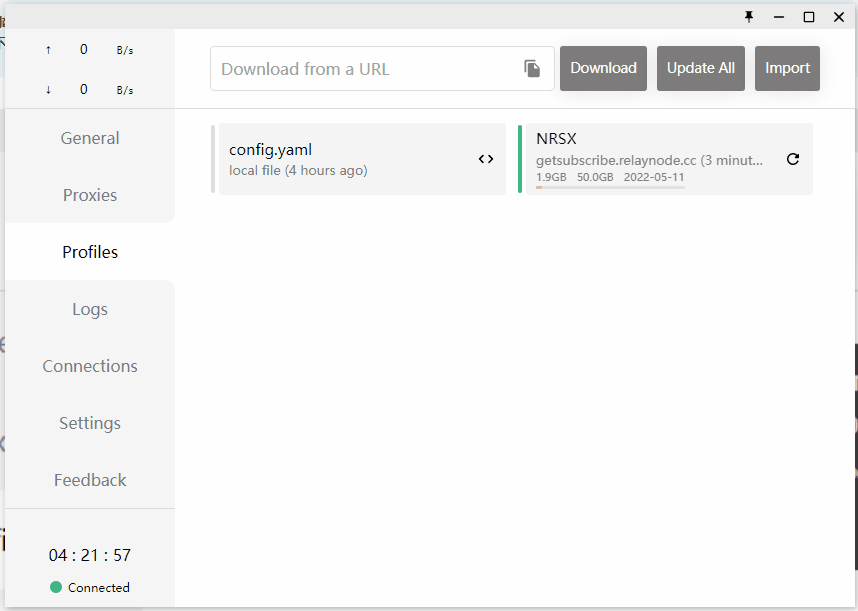 ↑ 0 B/s
↓ 0 B/s
General
Proxies
Profiles
Logs
Connections
Settings
Feedback
04 : 21 : 57
Connected
Download from a URL
Download
Update All
Import
config.yaml
local file (4 hours ago)
NRSX
getsubscribe.relaynode.cc (3 minut...
1.9GB 50.0GB 2022-05-11